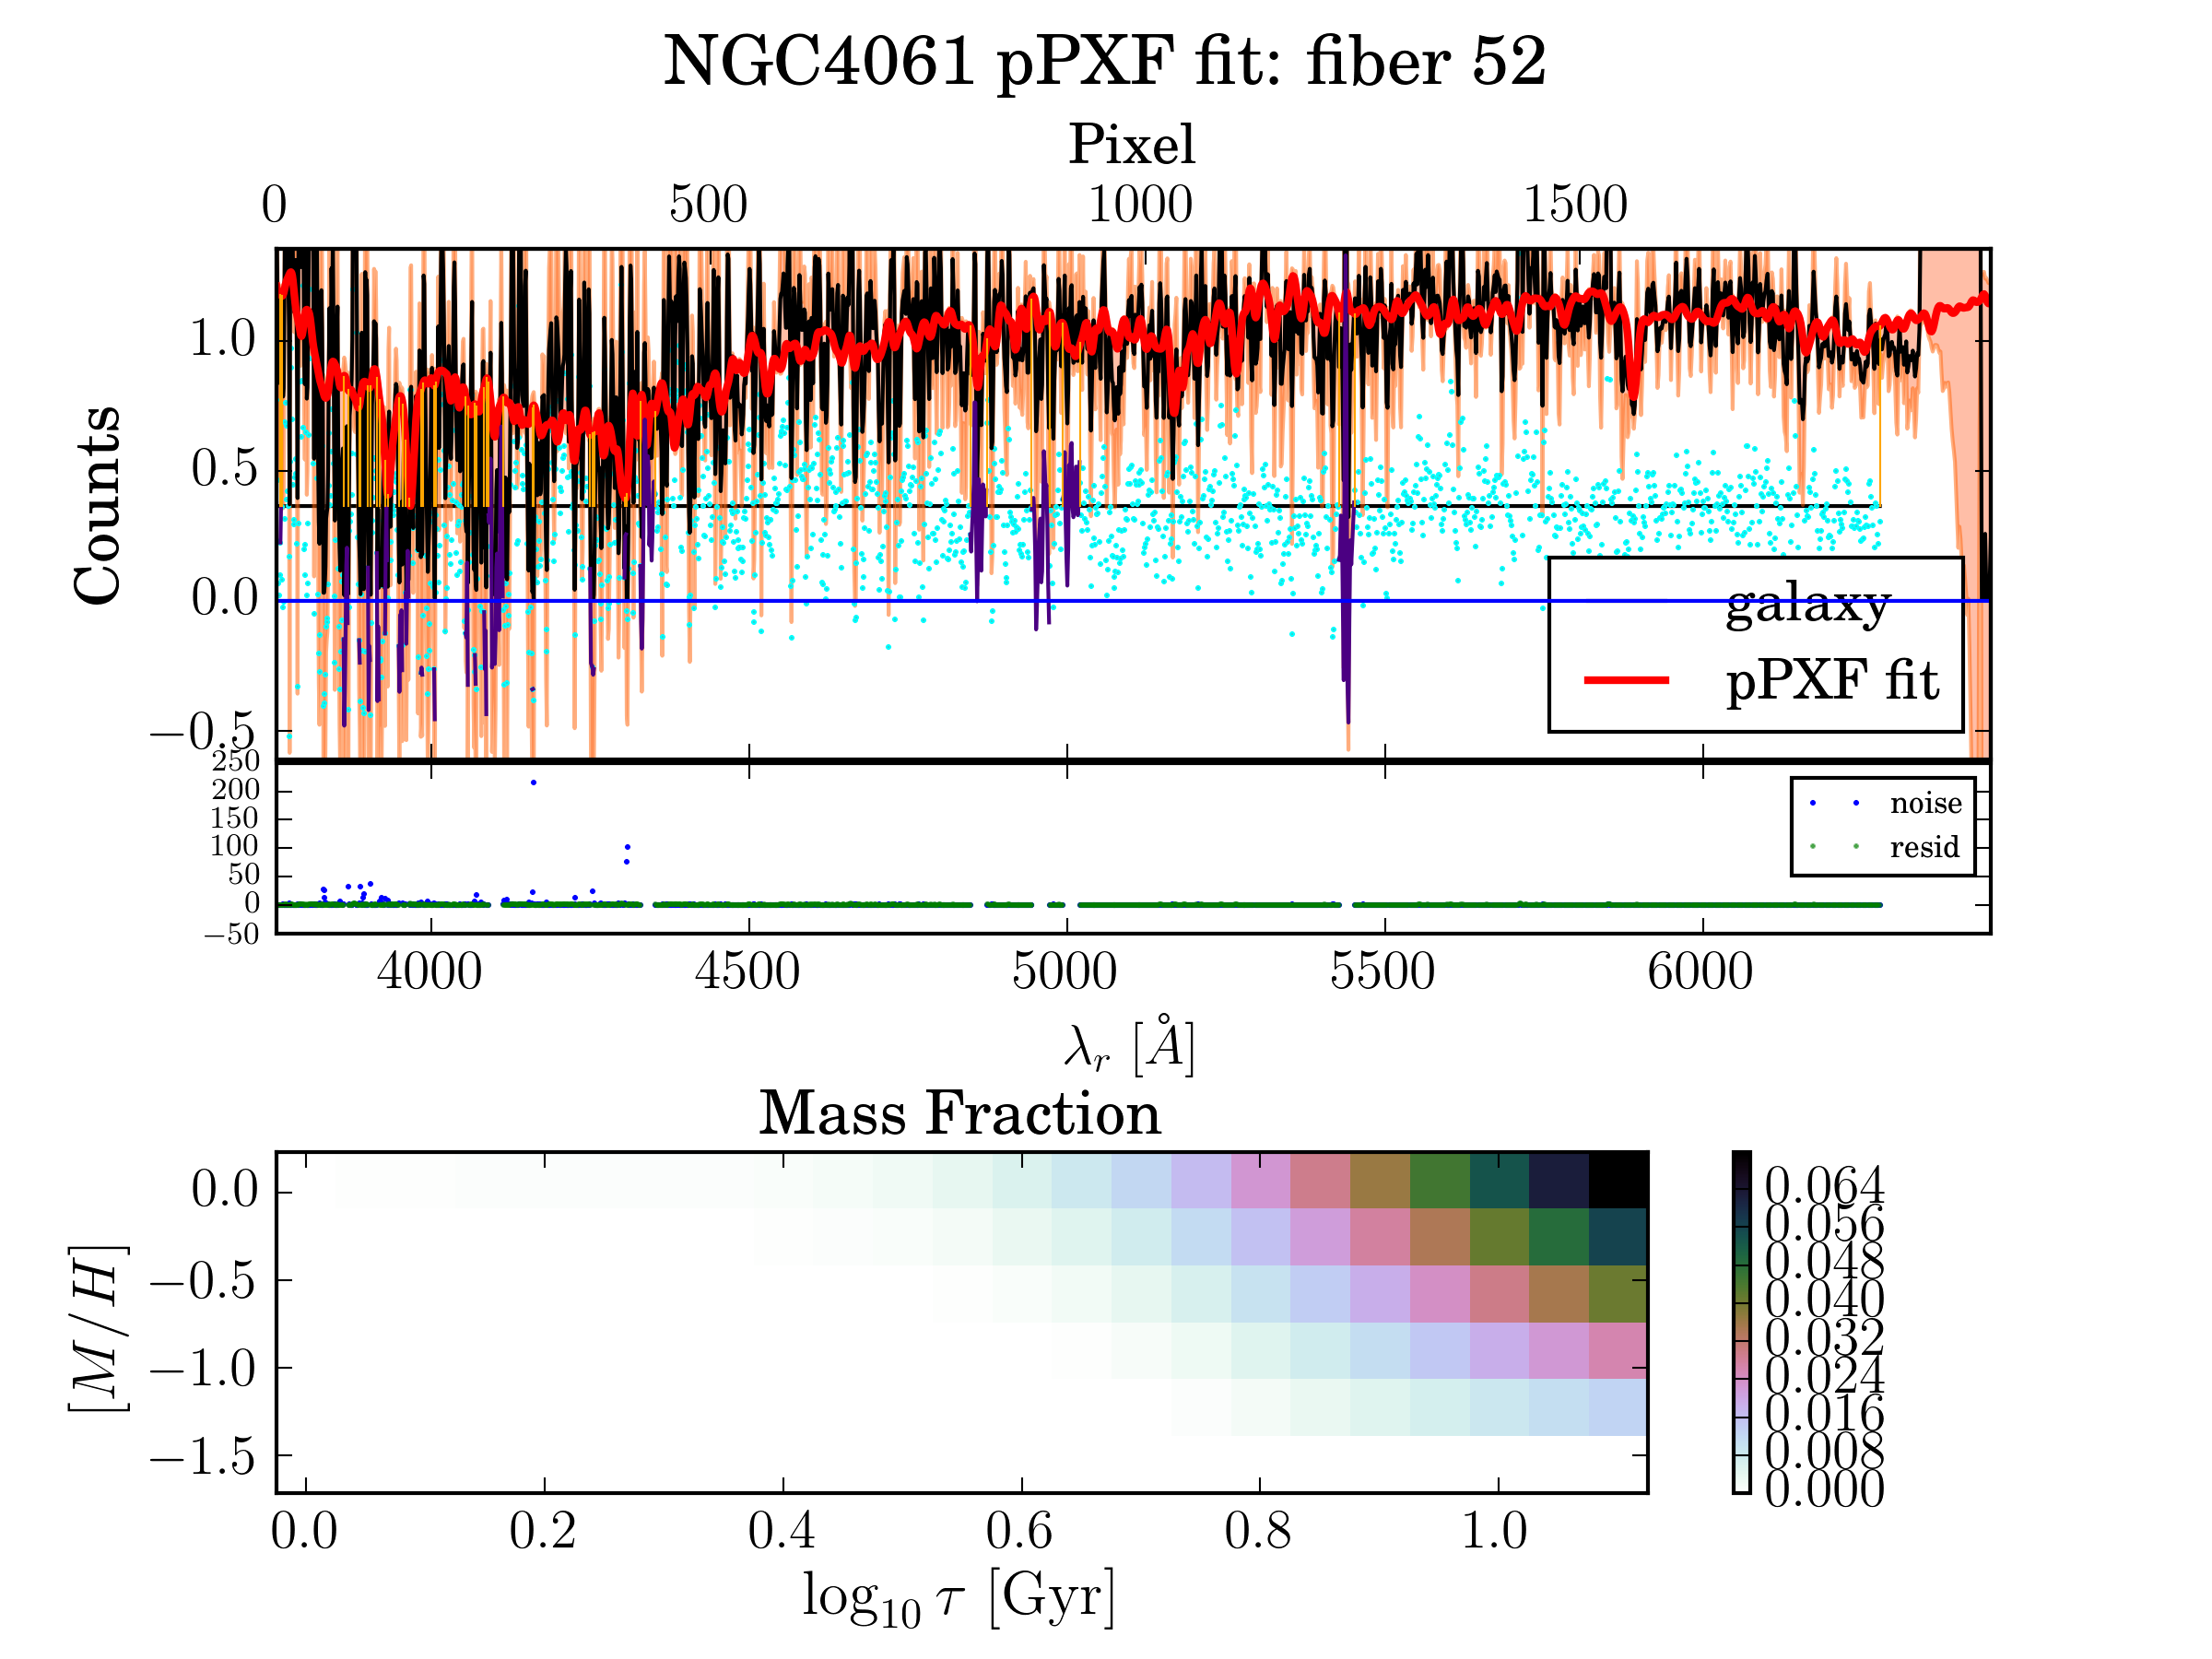 NGC4061 pPXF fit: fiber 52
Pixel
0 500 1000 1500
Counts
1.0
0.5
0.0
−0.5
galaxy
pPXF fit
250
200
150
100
50
0
−50
noise
resid
4000 4500 5000 5500 6000
λr [Å]
Mass Fraction
[M/H]
0.0
−0.5
−1.0
−1.5
0.0 0.2 0.4 0.6 0.8 1.0
log10 τ [Gyr]
0.064
0.056
0.048
0.040
0.032
0.024
0.016
0.008
0.000